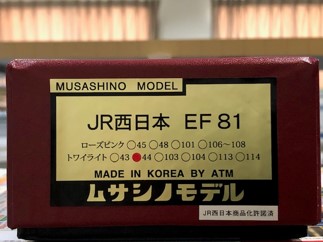 MUSASHINO MODEL
JR西日本 EF81
ローズピンク ○45 ○48 ○101 ○106〜108
トワイライト ○43 ●44 ○103 ○104 ○113 ○114
MADE IN KOREA BY ATM
ムサシノモデル
JR西日本商品化許諾済